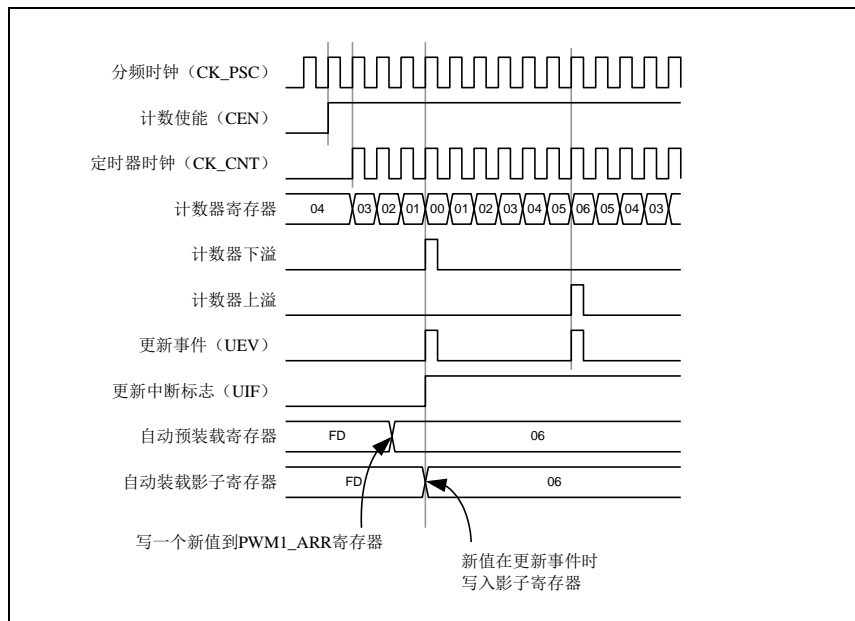 分频时钟（CK_PSC）
计数使能（CEN）
定时器时钟（CK_CNT）
计数器寄存器 04 03 02 01 00 01 02 03 04 05 06 05 04 03
计数器下溢
计数器上溢
更新事件（UEV）
更新中断标志（UIF）
自动预装载寄存器 FD 06
自动装载影子寄存器 FD 06
写一个新值到PWM1_ARR寄存器
新值在更新事件时
写入影子寄存器